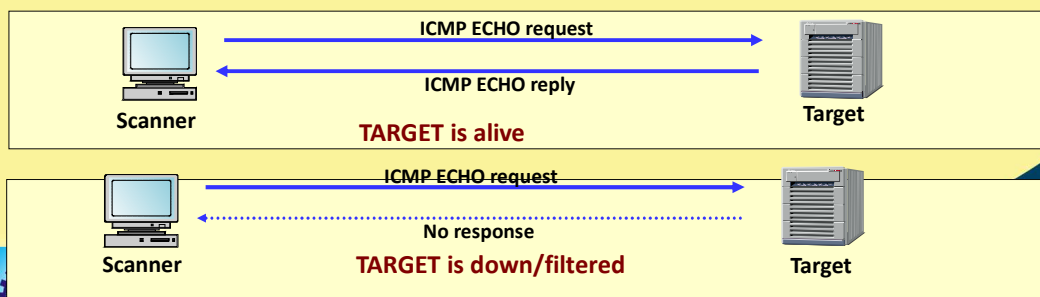 ICMP ECHO request
ICMP ECHO reply
Scanner
Target
TARGET is alive
ICMP ECHO request
No response
Scanner
TARGET is down/filtered
Target